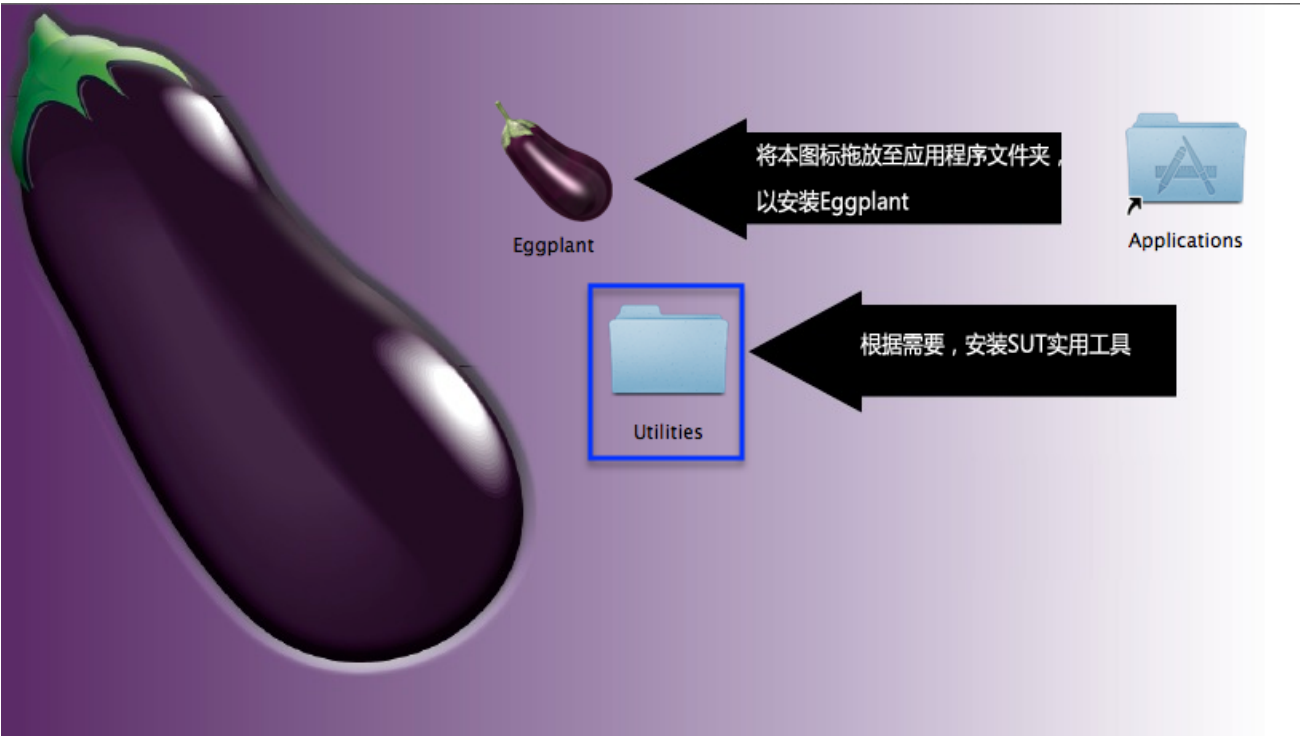 将本图标拖放至应用程序文件夹，
以安装Eggplant
Eggplant
Applications
根据需要，安装SUT实用工具
Utilities